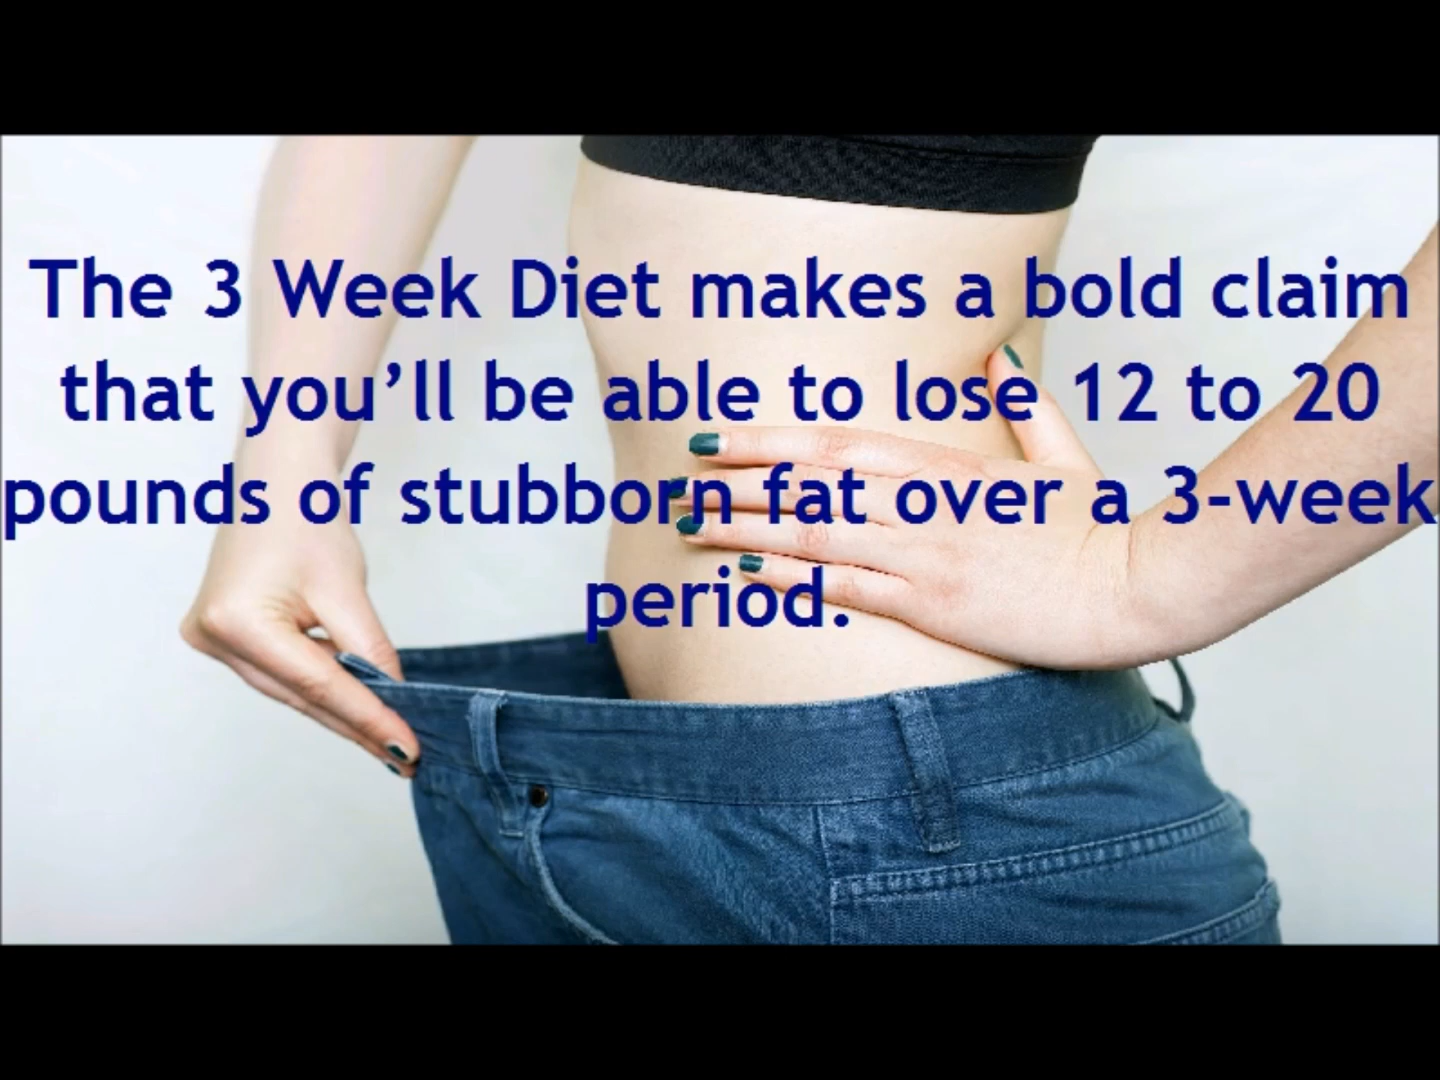 The 3 Week Diet makes a bold claim
that you’ll be able to lose 12 to 20
pounds of stubborn fat over a 3-week
period.